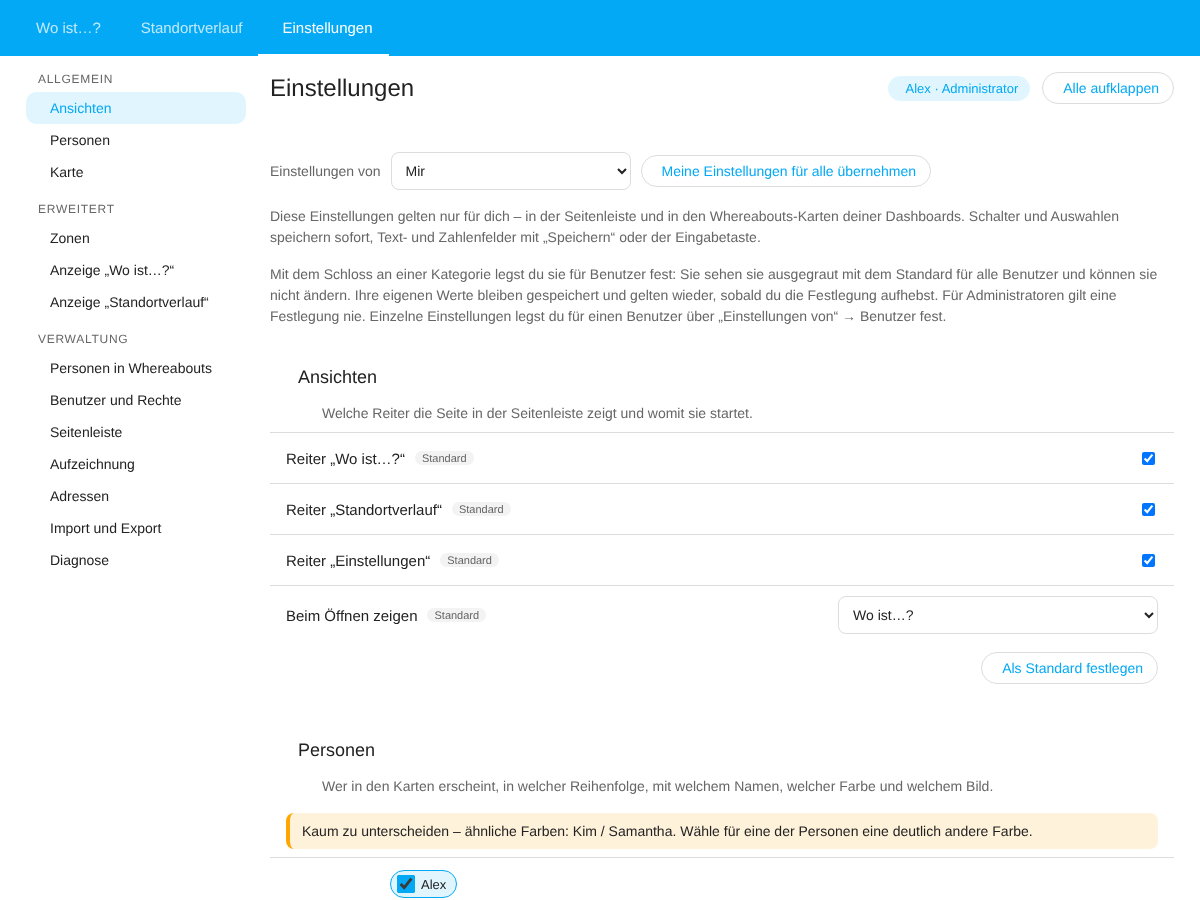 Wo ist…?
Standortverlauf
Einstellungen
ALLGEMEIN
Ansichten
Personen
Karte
ERWEITERT
Zonen
Anzeige „Wo ist…?“
Anzeige „Standortverlauf“
VERWALTUNG
Personen in Whereabouts
Benutzer und Rechte
Seitenleiste
Aufzeichnung
Adressen
Import und Export
Diagnose
Einstellungen
Alex · Administrator
Alle aufklappen
Einstellungen von
Mir
Meine Einstellungen für alle übernehmen
Diese Einstellungen gelten nur für dich – in der Seitenleiste und in den Whereabouts-Karten deiner Dashboards. Schalter und Auswahlen
speichern sofort, Text- und Zahlenfelder mit „Speichern“ oder der Eingabetaste.
Mit dem Schloss an einer Kategorie legst du sie für Benutzer fest: Sie sehen sie ausgegraut mit dem Standard für alle Benutzer und können sie
nicht ändern. Ihre eigenen Werte bleiben gespeichert und gelten wieder, sobald du die Festlegung aufhebst. Für Administratoren gilt eine
Festlegung nie. Einzelne Einstellungen legst du für einen Benutzer über „Einstellungen von“ → Benutzer fest.
Ansichten
Welche Reiter die Seite in der Seitenleiste zeigt und womit sie startet.
Reiter „Wo ist…?“ Standard
Reiter „Standortverlauf“ Standard
Reiter „Einstellungen“ Standard
Beim Öffnen zeigen Standard
Wo ist…?
Als Standard festlegen
Personen
Wer in den Karten erscheint, in welcher Reihenfolge, mit welchem Namen, welcher Farbe und welchem Bild.
Kaum zu unterscheiden – ähnliche Farben: Kim / Samantha. Wähle für eine der Personen eine deutlich andere Farbe.
Alex